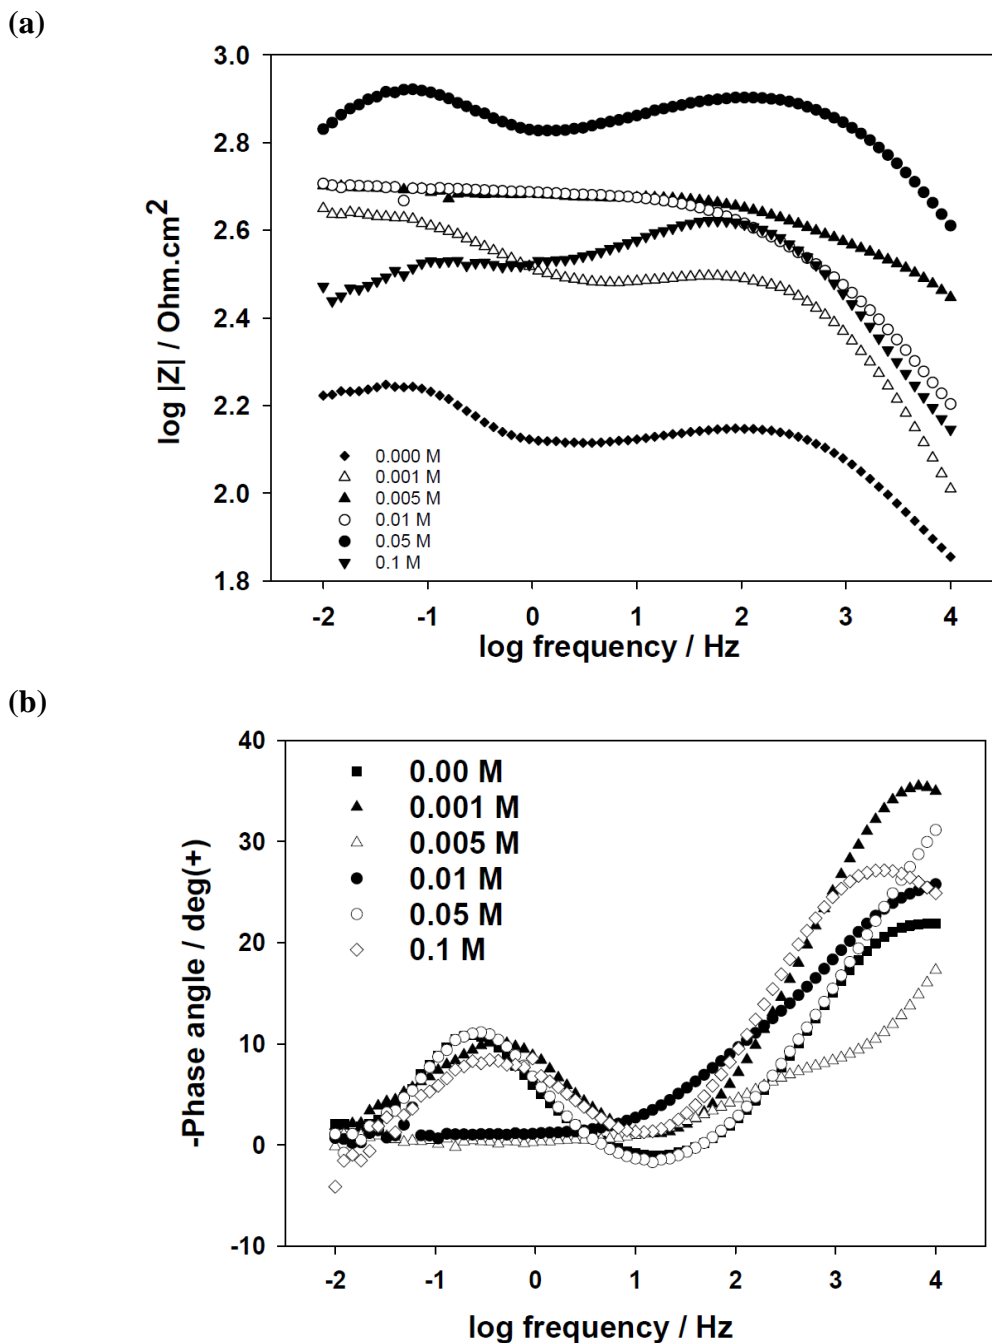 (a)
3.0
2.8
2.6
2.4
2.2
2.0
1.8
log |Z| / Ohm.cm²
0.000 M
0.001 M
0.005 M
0.01 M
0.05 M
0.1 M
-2 -1 0 1 2 3 4
log frequency / Hz
(b)
40
30
20
10
0
-10
-Phase angle / deg(+)
0.00 M
0.001 M
0.005 M
0.01 M
0.05 M
0.1 M
-2 -1 0 1 2 3 4
log frequency / Hz